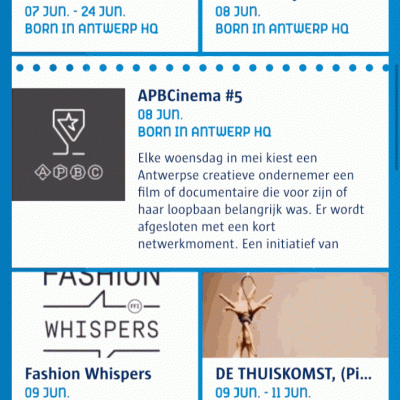 07 JUN. - 24 JUN.
BORN IN ANTWERP HQ
08 JUN.
BORN IN ANTWERP HQ
APBCinema #5
08 JUN.
BORN IN ANTWERP HQ
APBC
Elke woensdag in mei kiest een
Antwerpse creatieve ondernemer een
film of documentaire die voor zijn of
haar loopbaan belangrijk was. Er wordt
afgesloten met een kort
netwerkmoment. Een initiatief van
FASHION
FFI
WHISPERS
Fashion Whispers
09 JUN.
DE THUISKOMST, (Pi...
09 JUN. - 11 JUN.